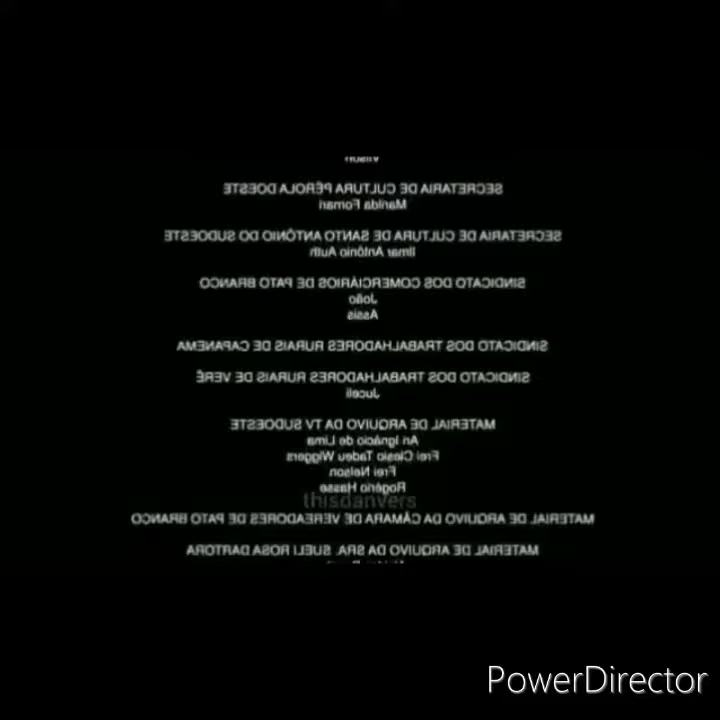 SECRETARIA DE CULTURA PÉROLA DOESTE
Marilda Fornari
SECRETARIA DE CULTURA DE SANTO ANTÔNIO DO SUDOESTE
Ilmar Antônio Auth
SINDICATO DOS COMERCIÁRIOS DE PATO BRANCO
João
Assis
SINDICATO DOS TRABALHADORES RURAIS DE CAPANEMA
SINDICATO DOS TRABALHADORES RURAIS DE VERÊ
Juceli
MATERIAL DE ARQUIVO DA TV SUDOESTE
Ari Ignácio de Lima
Frei Clesio Tadeu Wiggers
Frei Nelson
Rogério Hasse
thisdanvers
MATERIAL DE ARQUIVO DA CÂMARA DE VEREADORES DE PATO BRANCO
MATERIAL DE ARQUIVO DA SRA. SUELI ROSA DARTORA
PowerDirector